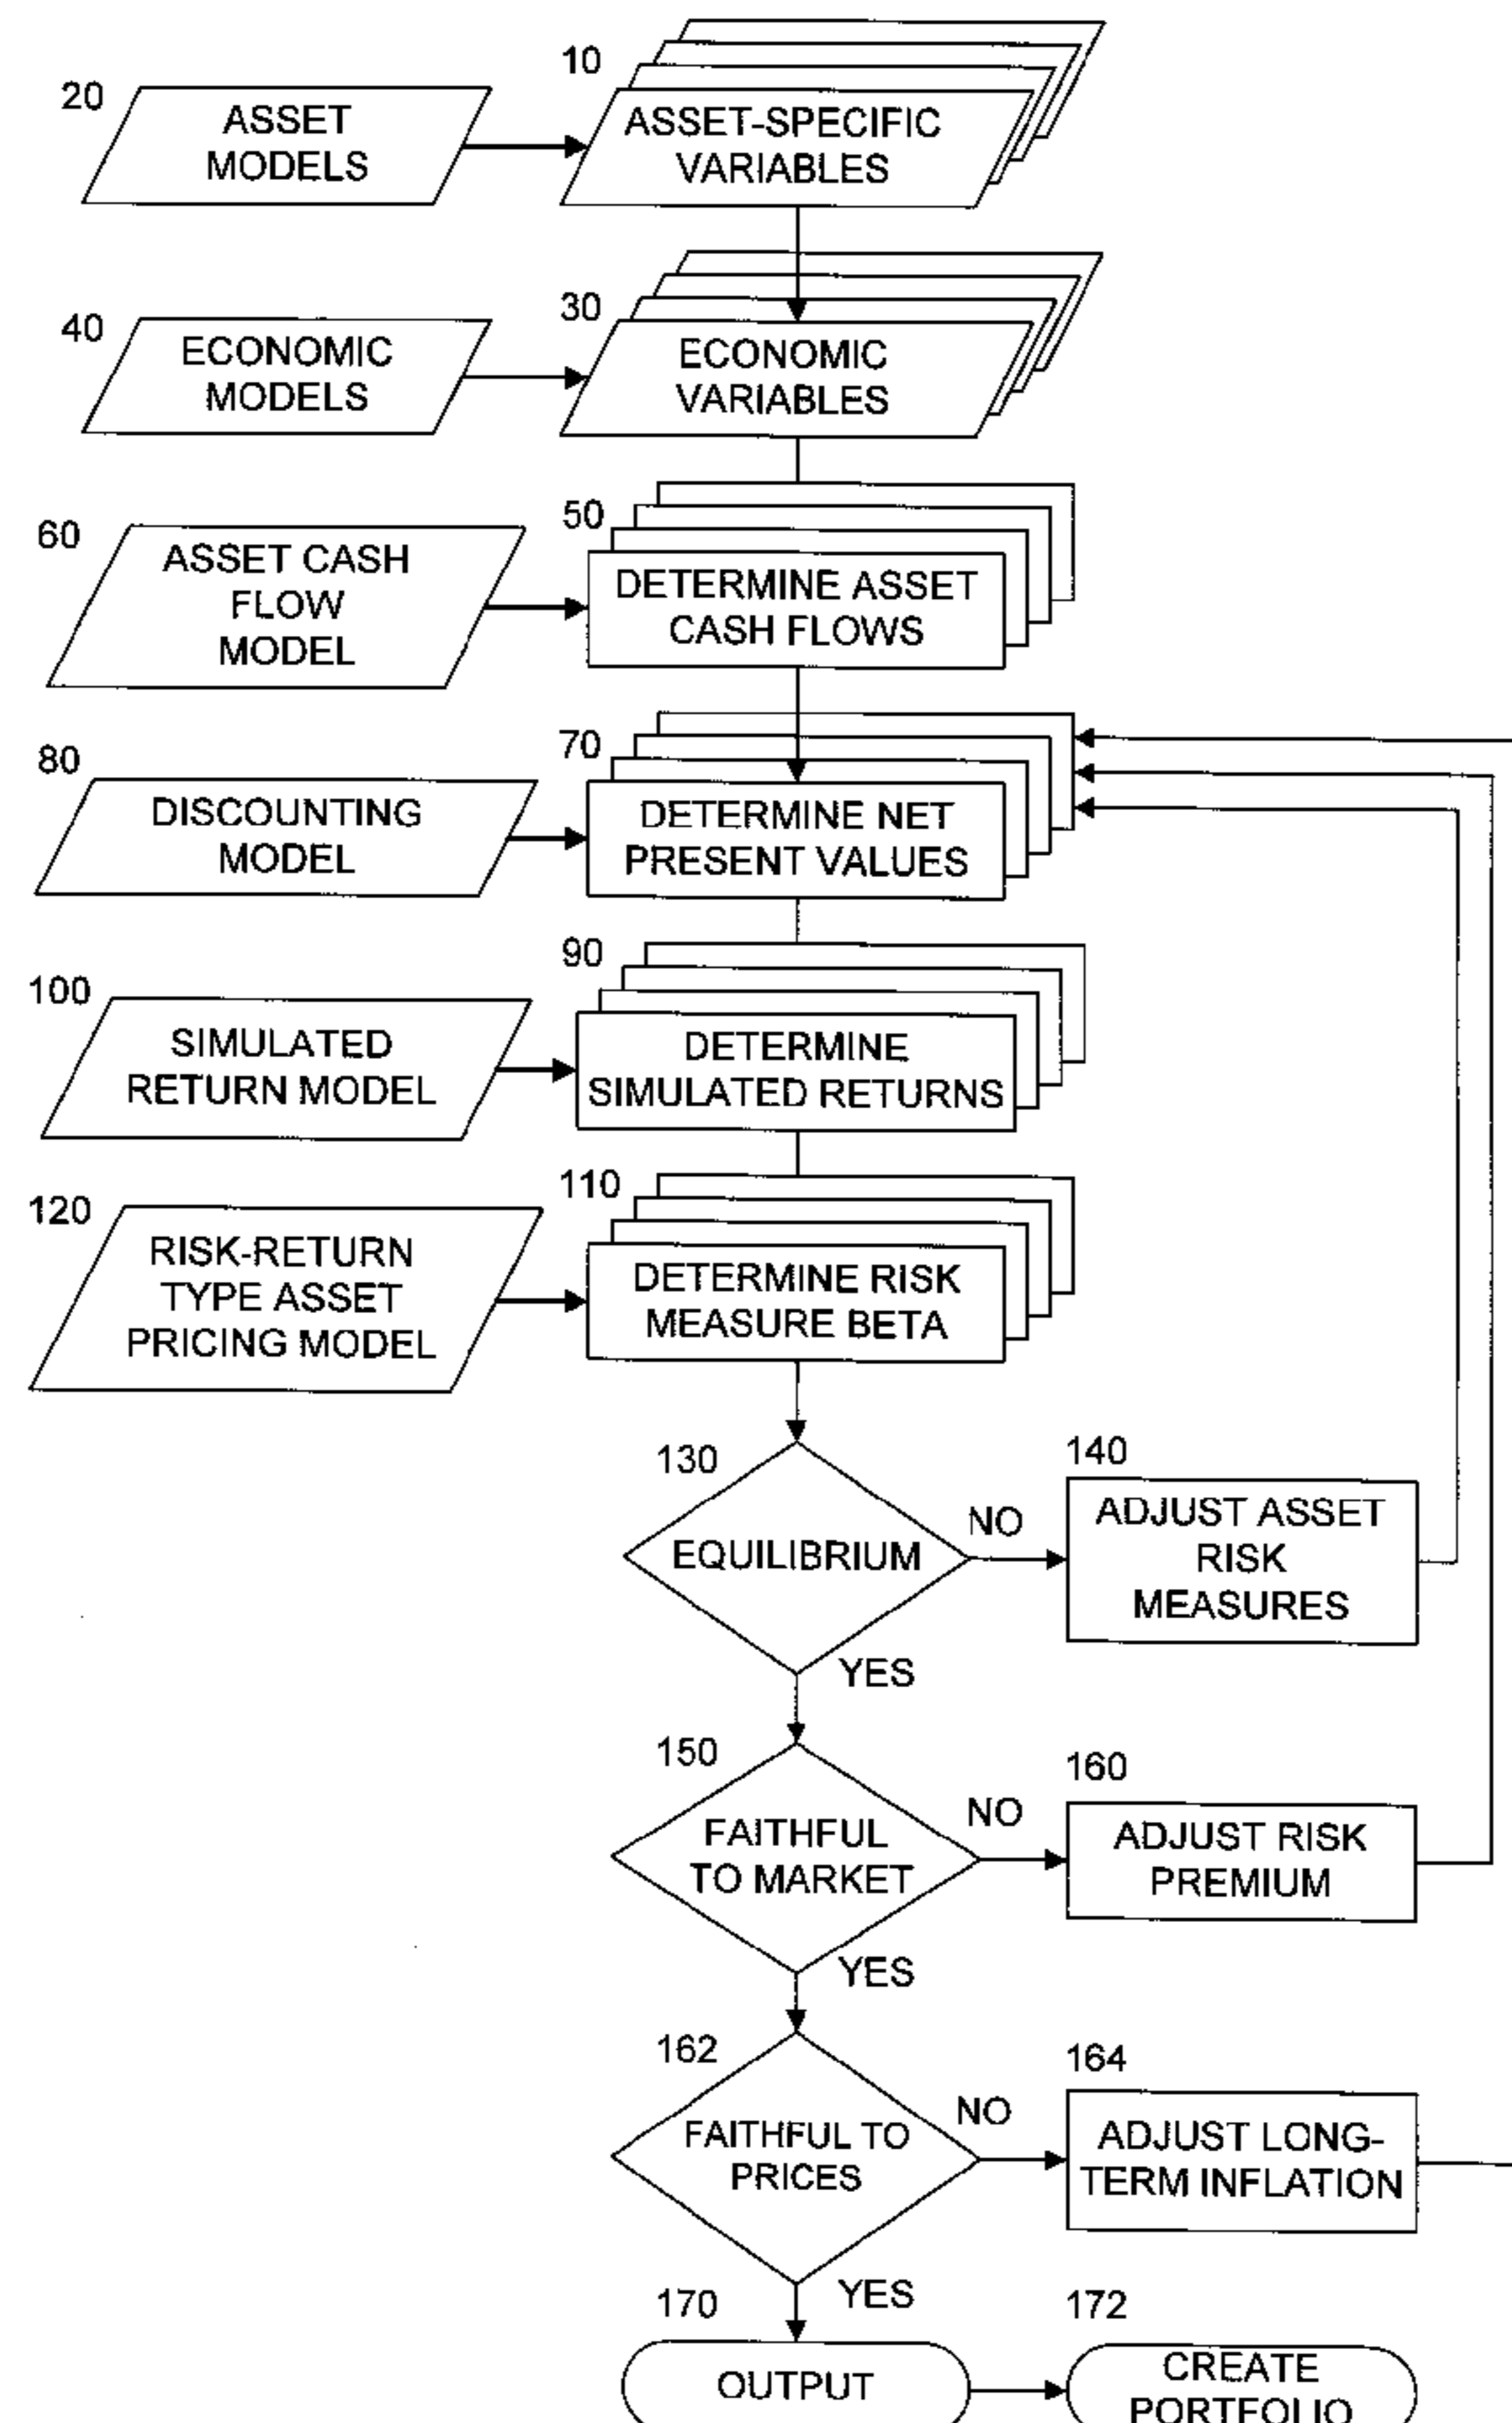 10
20
ASSET
MODELS
ASSET-SPECIFIC
VARIABLES
30
40
ECONOMIC
MODELS
ECONOMIC
VARIABLES
50
60
ASSET CASH
FLOW
MODEL
DETERMINE ASSET
CASH FLOWS
70
80
DISCOUNTING
MODEL
DETERMINE NET
PRESENT VALUES
90
100
SIMULATED
RETURN MODEL
DETERMINE
SIMULATED RETURNS
110
120
RISK-RETURN
TYPE ASSET
PRICING MODEL
DETERMINE RISK
MEASURE BETA
130
EQUILIBRIUM
NO
140
ADJUST ASSET
RISK
MEASURES
YES
150
FAITHFUL
TO MARKET
NO
160
ADJUST RISK
PREMIUM
YES
162
FAITHFUL TO
PRICES
NO
164
ADJUST LONG-
TERM INFLATION
YES
170
OUTPUT
172
CREATE
PORTFOLIO